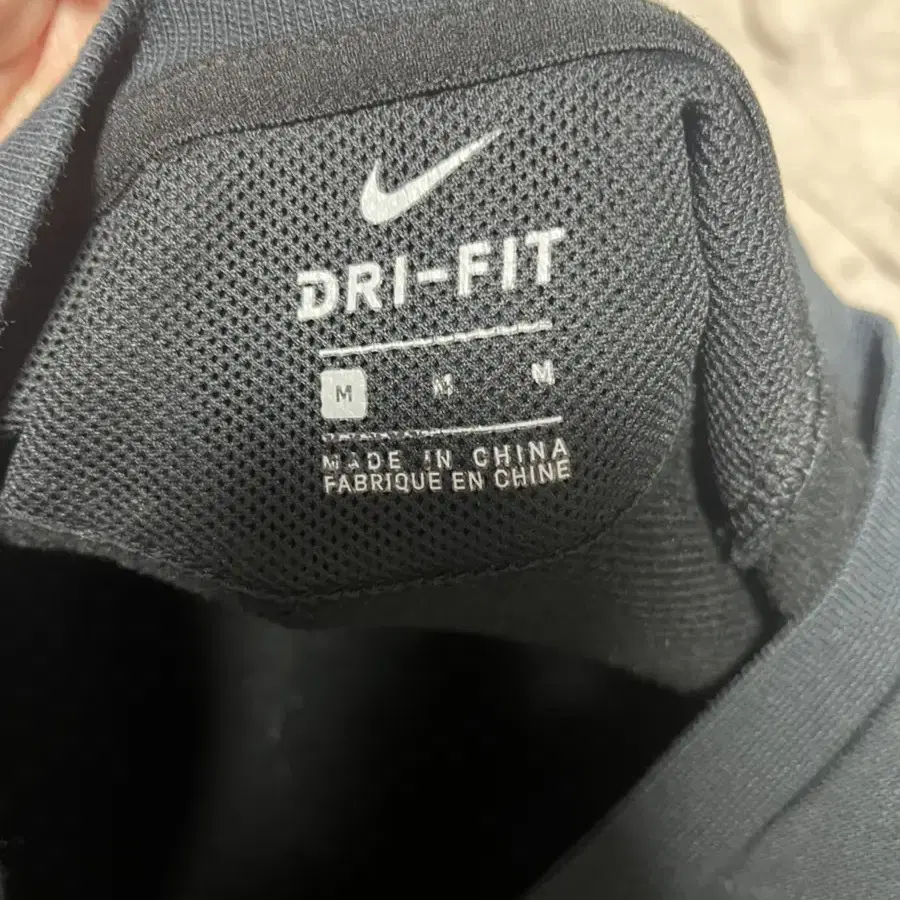 DRI-FIT
M M M
MADE IN CHINA
FABRIQUE EN CHINE